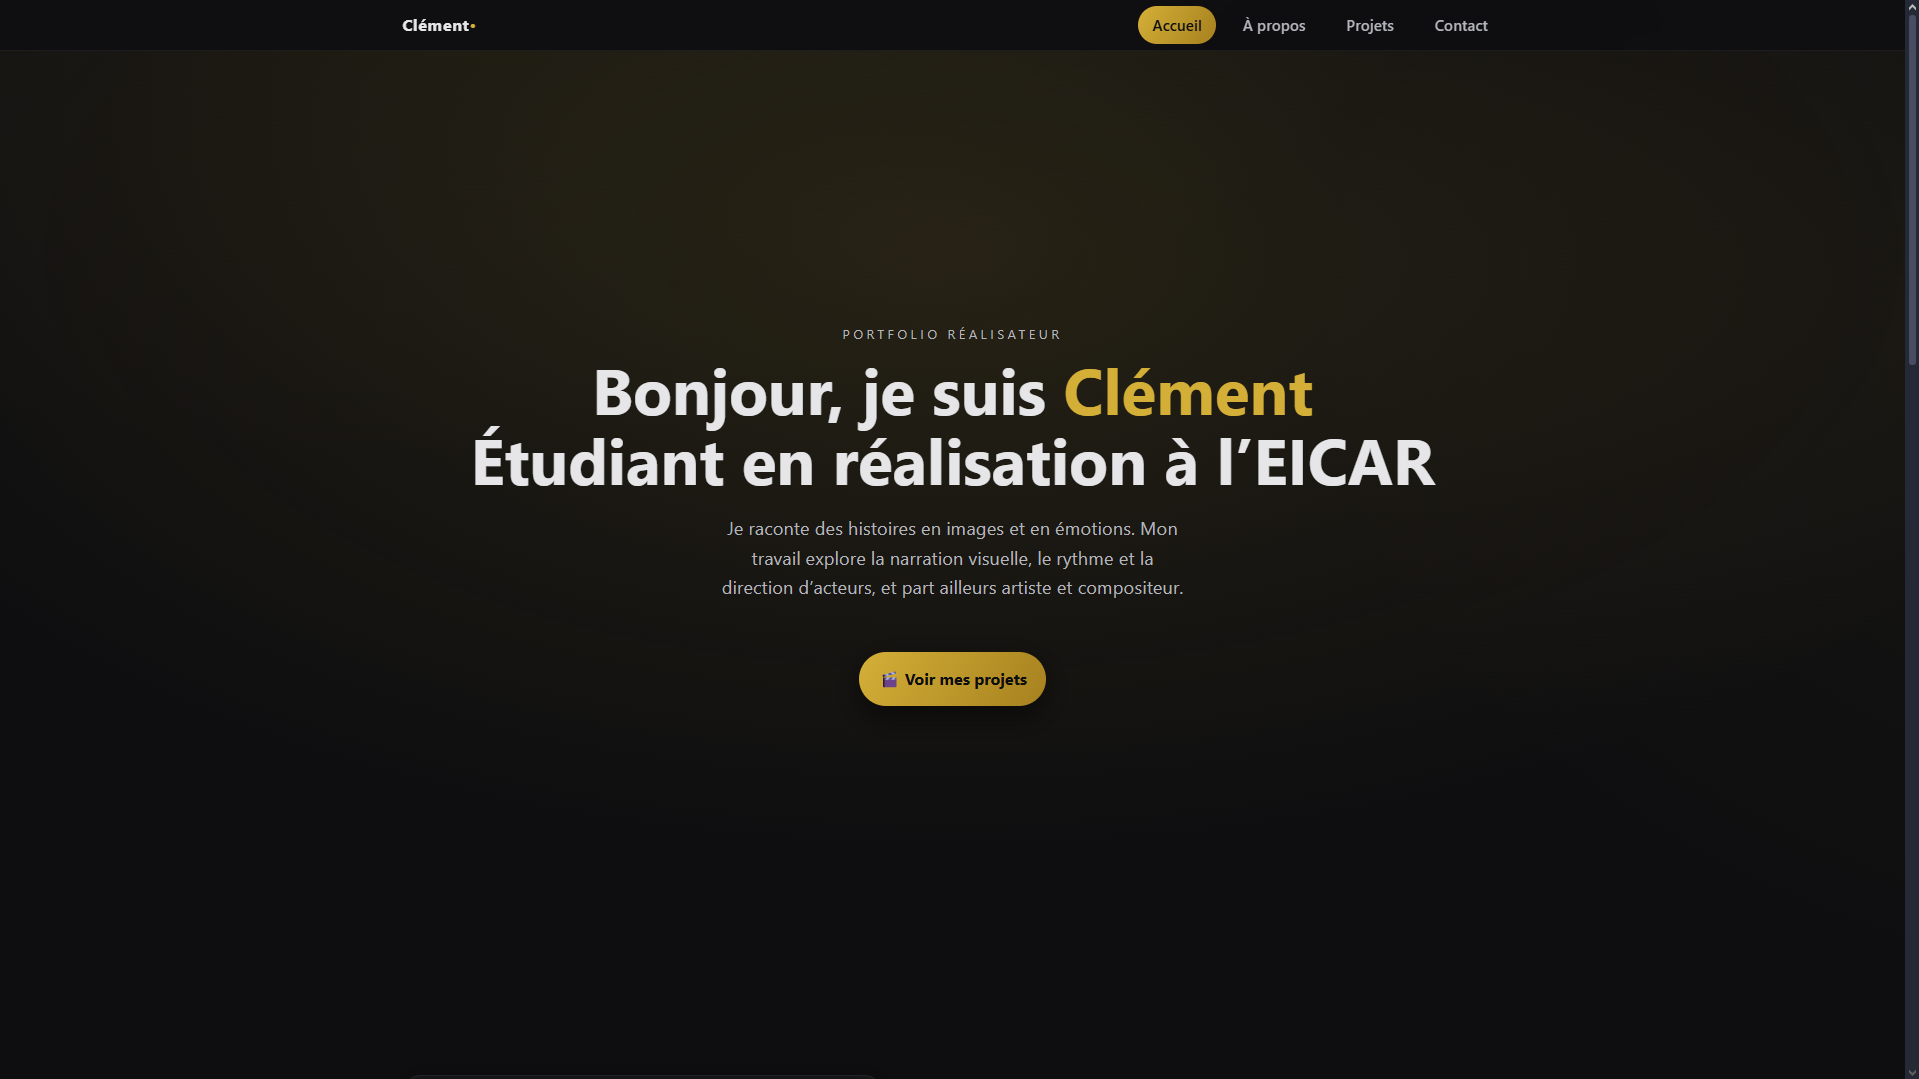 Clément•
Accueil
À propos
Projets
Contact
PORTFOLIO RÉALISATEUR
Bonjour, je suis Clément
Étudiant en réalisation à l’EICAR
Je raconte des histoires en images et en émotions. Mon
travail explore la narration visuelle, le rythme et la
direction d’acteurs, et part ailleurs artiste et compositeur.
Voir mes projets